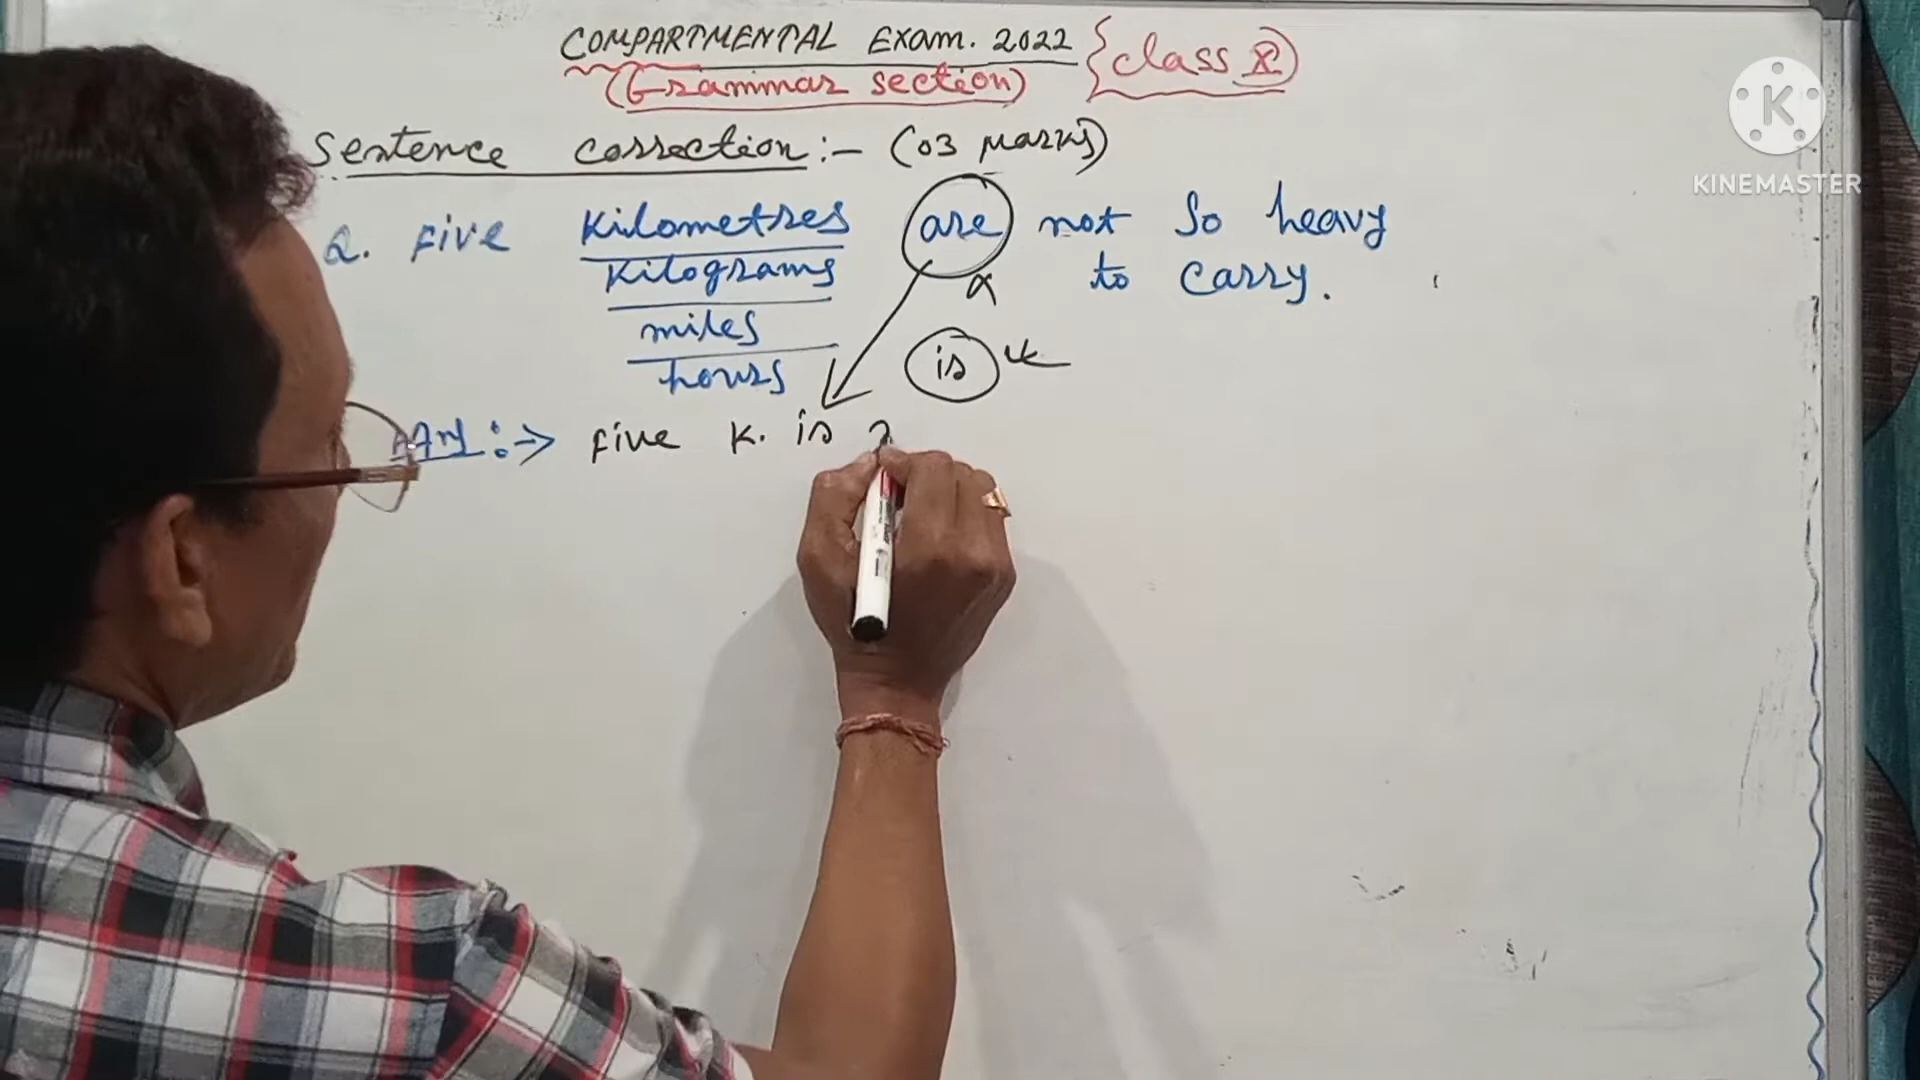 COMPARTMENTAL EXAM. 2022 {class X}
(Grammar section)
Sentence correction:- (03 Marks)
2. Five Kilometres are not So heavy
Kilograms to carry.
miles
hours
is
Ans:→ Five K. is
K
KINEMASTER